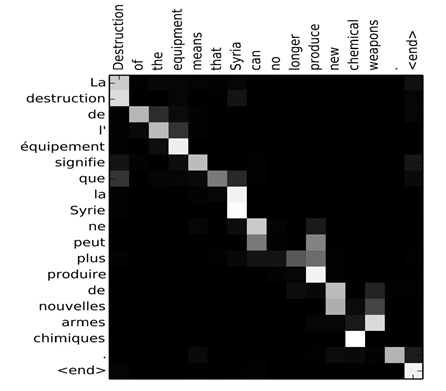 Destruction
of
the
equipment
means
that
Syria
can
no
longer
produce
new
chemical
weapons
.
<end>
La
destruction
de
l'
équipement
signifie
que
la
Syrie
ne
peut
plus
produire
de
nouvelles
armes
chimiques
.
<end>